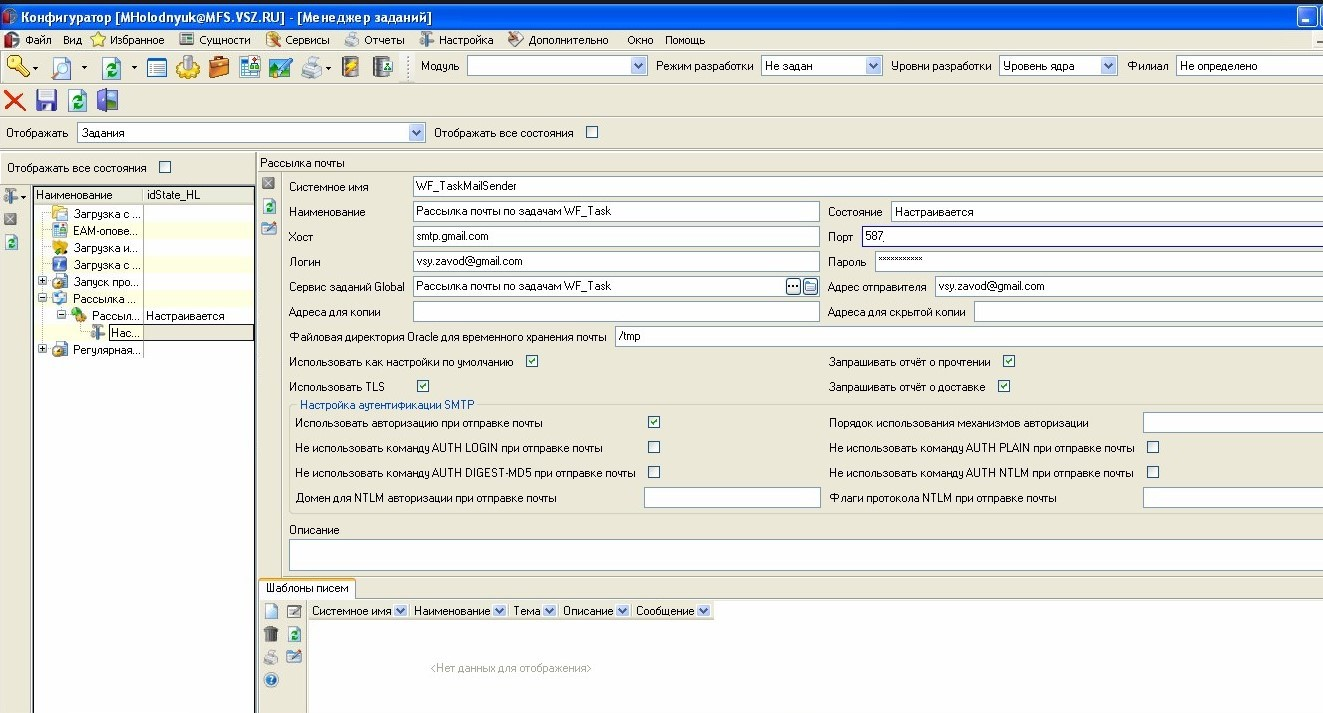 Конфигуратор [MHolodnyuk@MFS.VSZ.RU] - [Менеджер заданий]
Файл Вид Избранное Сущности Сервисы Отчеты Настройка Дополнительно Окно Помощь
Модуль Режим разработки Не задан Уровни разработки Уровень ядра Филиал Не определено
Отображать Задания Отображать все состояния
Отображать все состояния
Наименование idState_HL
Загрузка с ...
EAM-опове...
Загрузка и...
Загрузка с ...
Запуск про...
Рассылка ...
Рассыл... Настраивается
Нас...
Регулярная...
Рассылка почты
Системное имя WF_TaskMailSender
Наименование Рассылка почты по задачам WF_Task Состояние Настраивается
Хост smtp.gmail.com Порт 587
Логин vsy.zavod@gmail.com Пароль ***********
Сервис заданий Global Рассылка почты по задачам WF_Task Адрес отправителя vsy.zavod@gmail.com
Адреса для копии Адреса для скрытой копии
Файловая директория Oracle для временного хранения почты /tmp
Использовать как настройки по умолчанию Запрашивать отчёт о прочтении
Использовать TLS Запрашивать отчёт о доставке
Настройка аутентификации SMTP
Использовать авторизацию при отправке почты Порядок использования механизмов авторизации
Не использовать команду AUTH LOGIN при отправке почты Не использовать команду AUTH PLAIN при отправке почты
Не использовать команду AUTH DIGEST-MD5 при отправке почты Не использовать команду AUTH NTLM при отправке почты
Домен для NTLM авторизации при отправке почты Флаги протокола NTLM при отправке почты
Описание
Шаблоны писем
Системное имя Наименование Тема Описание Сообщение
<Нет данных для отображения>